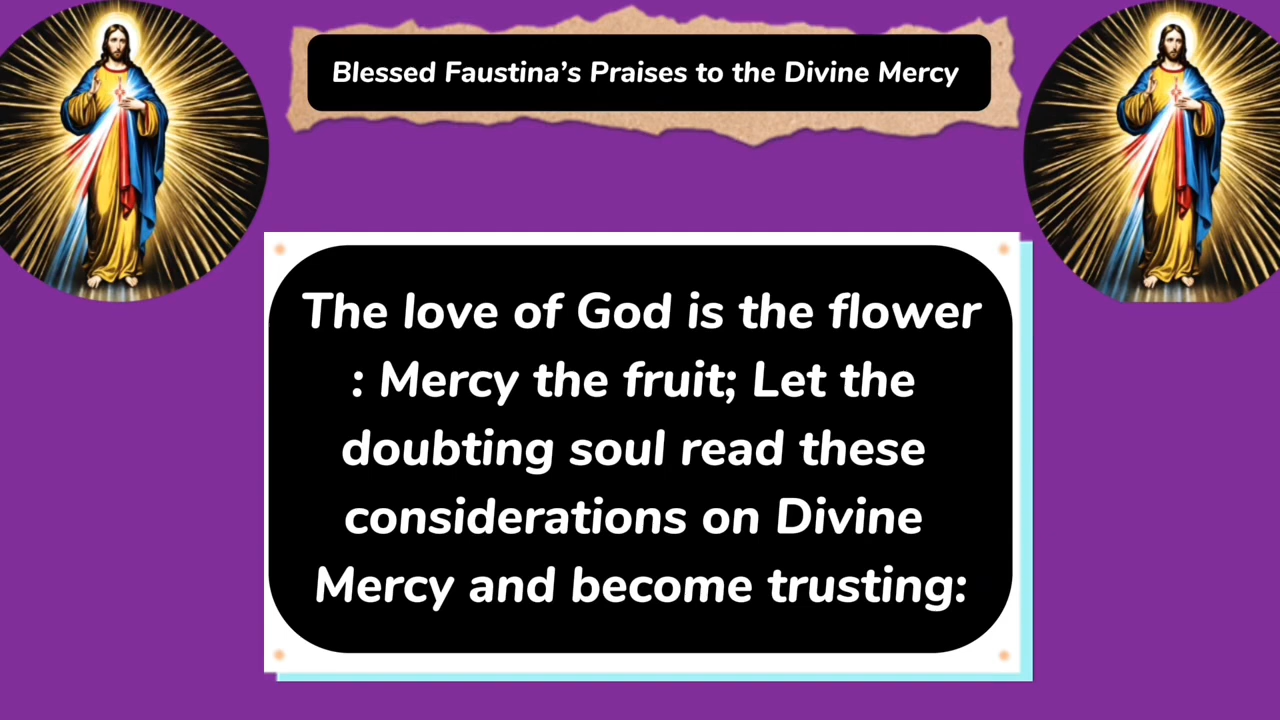 Blessed Faustina’s Praises to the Divine Mercy
The love of God is the flower
: Mercy the fruit; Let the
doubting soul read these
considerations on Divine
Mercy and become trusting: